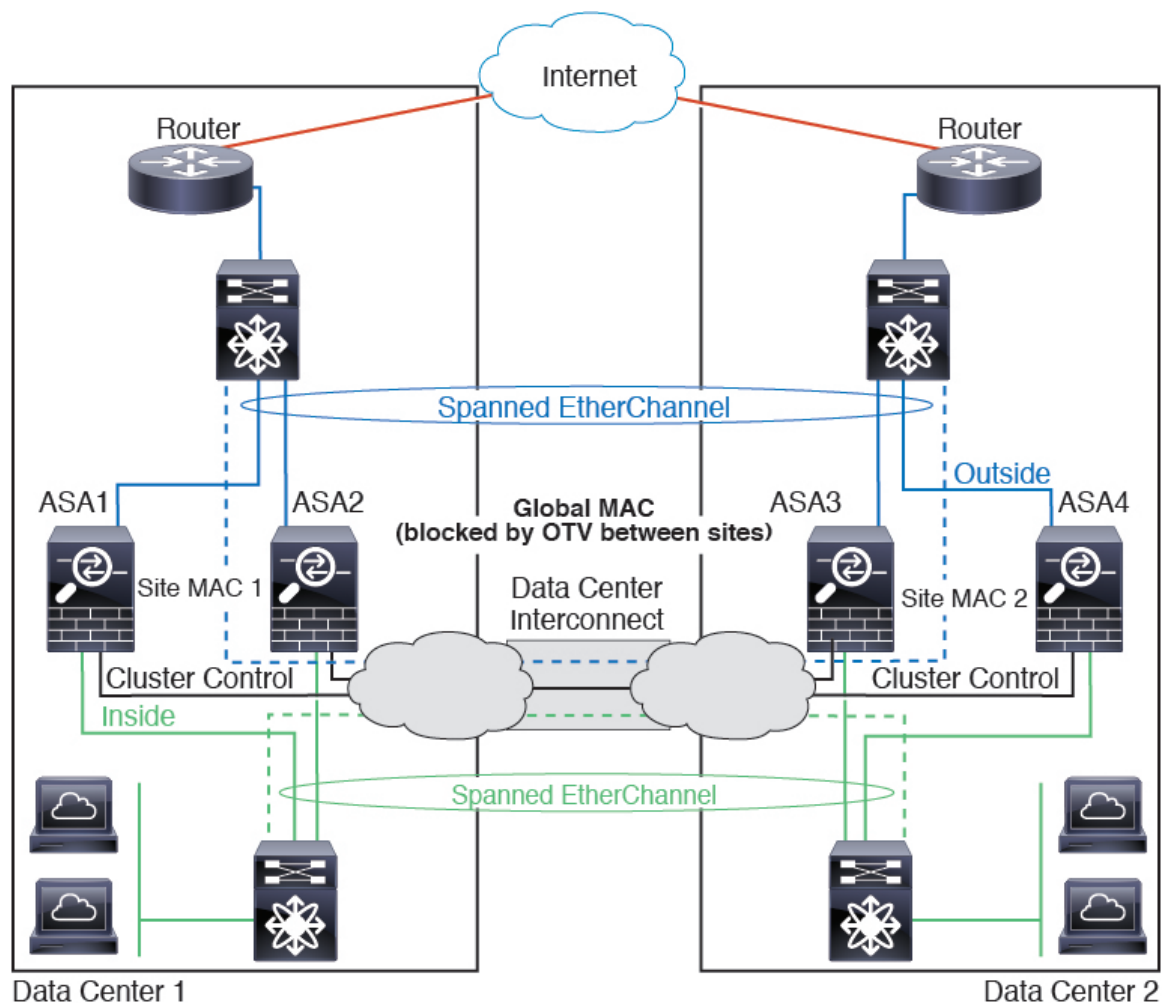 Internet
Router
Router
Spanned EtherChannel
Outside
ASA1
ASA2
Global MAC
(blocked by OTV between sites)
ASA3
ASA4
Site MAC 1
Data Center
Interconnect
Site MAC 2
Cluster Control
Cluster Control
Inside
Spanned EtherChannel
Data Center 1
Data Center 2